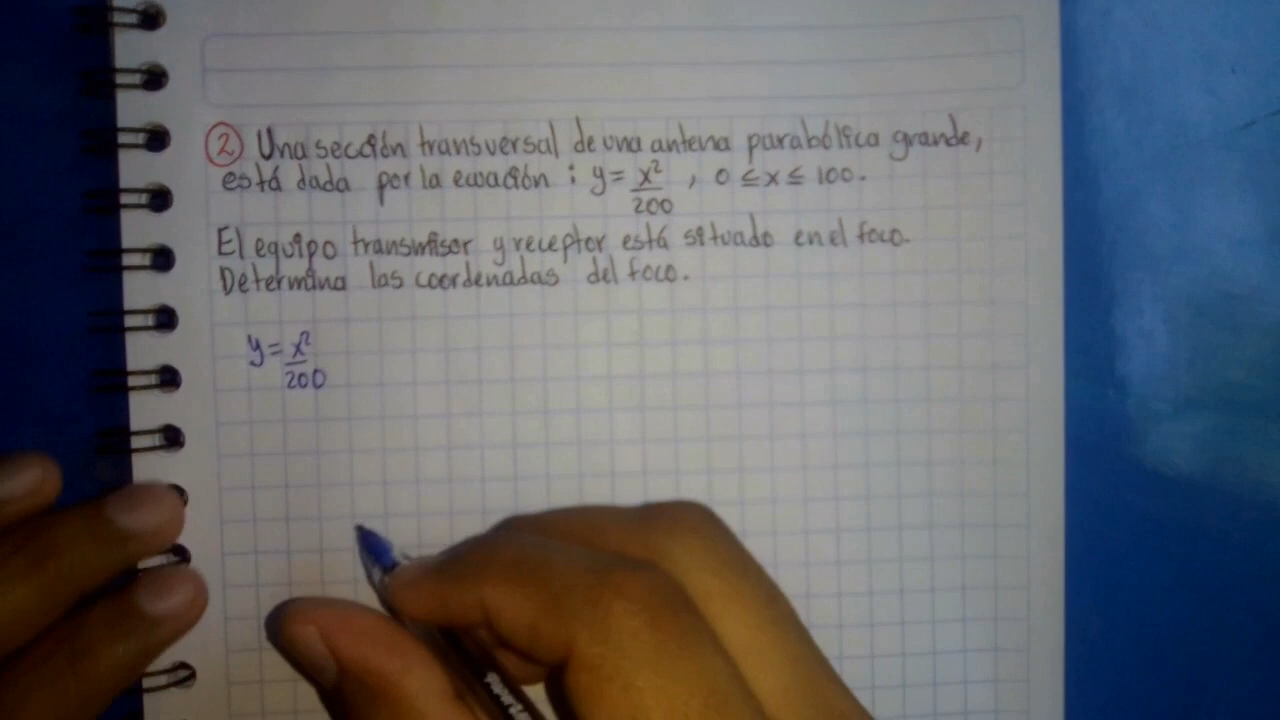 2 Una sección transversal de una antena parabólica grande,
está dada por la ecuación : y = x²/200 , 0 ≤ x ≤ 100.
El equipo transmisor y receptor está situado en el foco.
Determina las coordenadas del foco.
y = x²/200